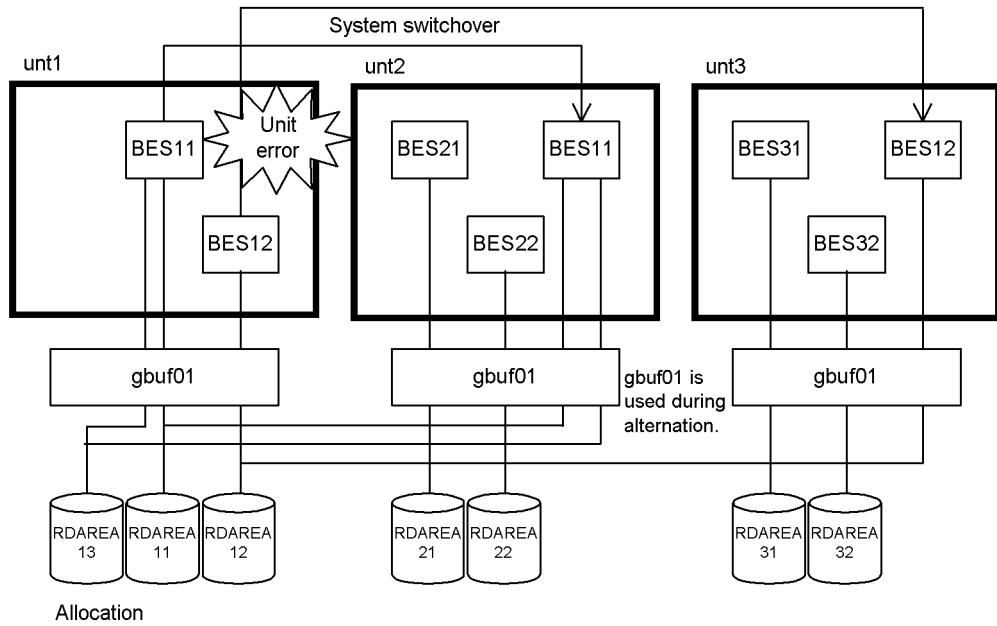 System switchover
unt1
unt2
unt3
Unit
error
BES11
BES12
BES21
BES11
BES22
BES31
BES12
BES32
gbuf01
gbuf01
gbuf01 is
used during
alternation.
gbuf01
RDAREA
13
RDAREA
11
RDAREA
12
RDAREA
21
RDAREA
22
RDAREA
31
RDAREA
32
Allocation